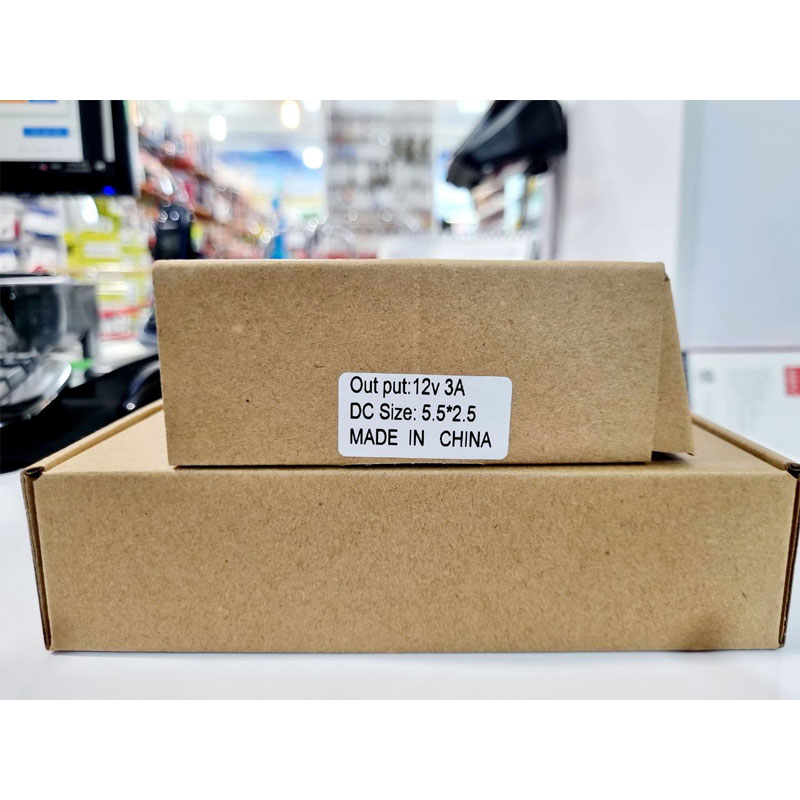 Out put:12v 3A
DC Size: 5.5*2.5
MADE IN CHINA